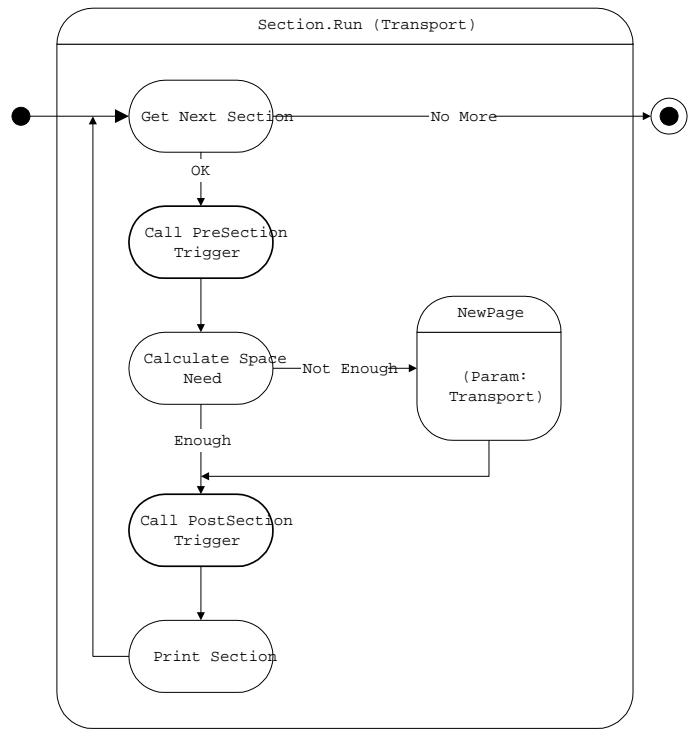 Section.Run (Transport)
Get Next Section
No More
OK
Call PreSection
Trigger
NewPage
Calculate Space
Need
Not Enough
(Param:
Transport)
Enough
Call PostSection
Trigger
Print Section